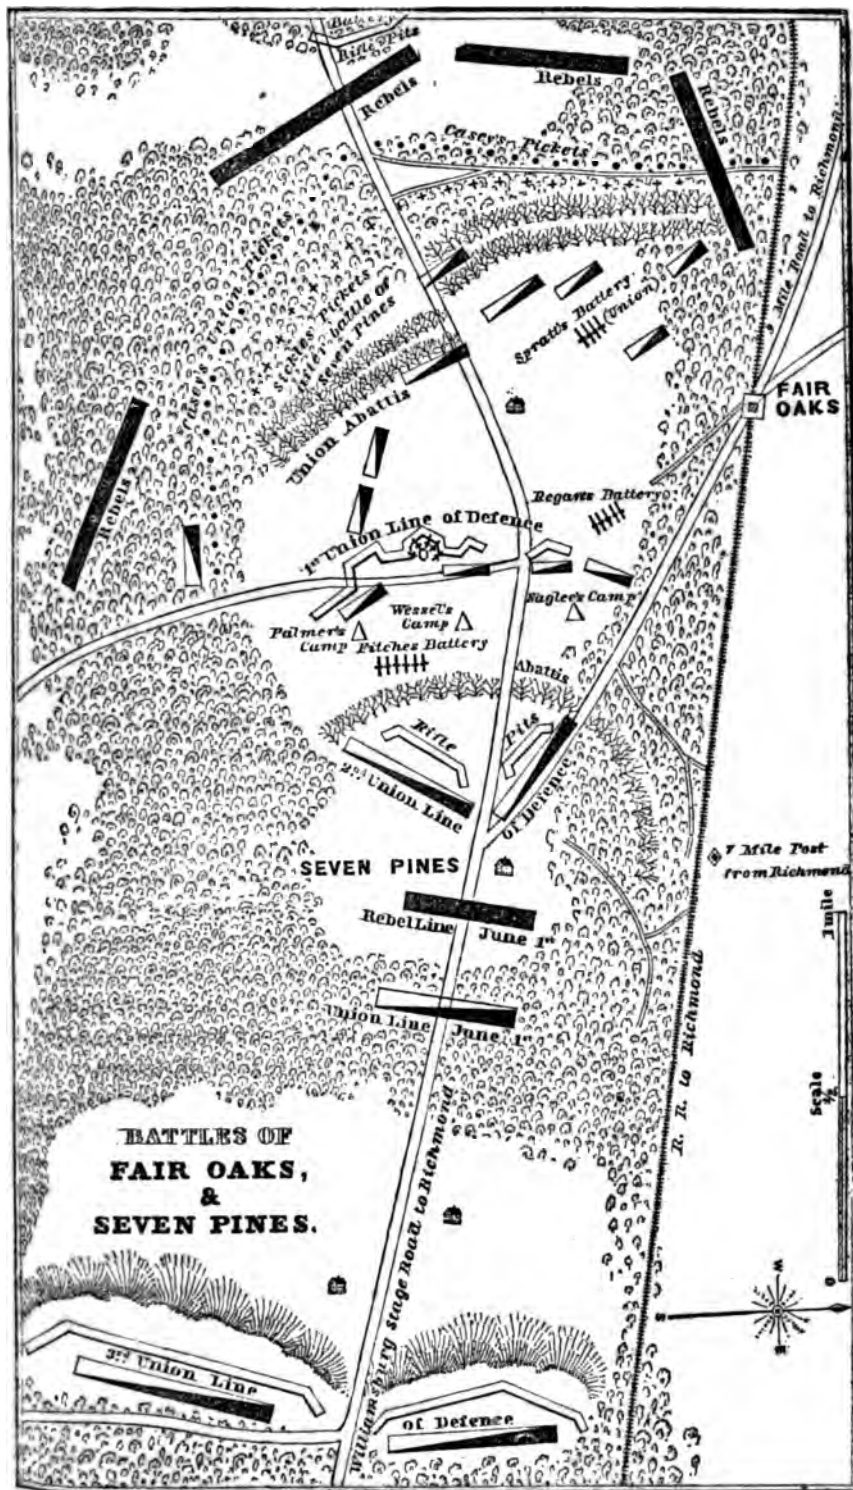 Battery
Rifle Pits
Rebels
Rebels
Rebels
Casey's Pickets
Mile Road to Richmond
Casey's Union Pickets
Sickles' Pickets
after battle of
Seven Pines
Spratt's Battery
Union
Union Abattis
FAIR
OAKS
Rebels
Regan's Battery
1st Union Line of Defence
Naglee's Camp
Wessel's
Camp
Palmer's
Camp
Fitches Battery
Abattis
Rifle
Pits
2nd Union Line
of Defence
SEVEN PINES
7 Mile Post
from Richmond
Rebel Line June 1st
Union Line June 1st
1 mile
Scale
1/2
0
R. R. to Richmond
BATTLES OF
FAIR OAKS,
&
SEVEN PINES.
W
S
E
Williamsburg stage Road to Richmond
3rd Union Line
of Defence